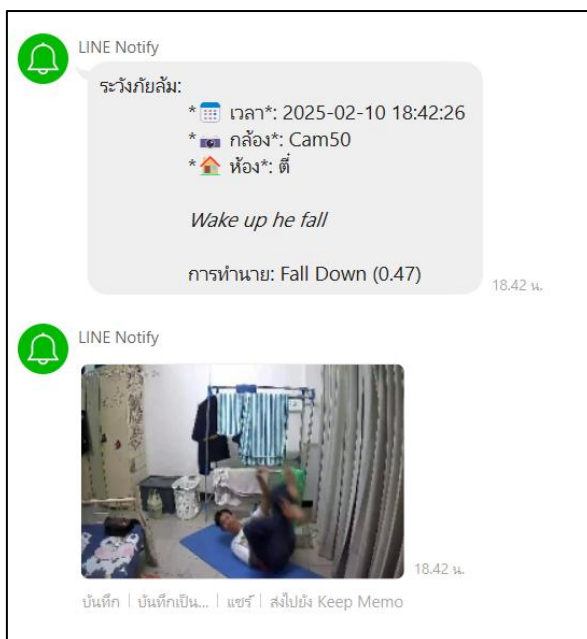 LINE Notify
ระวังภัยล้ม:
*📅 เวลา*: 2025-02-10 18:42:26
*📷 กล้อง*: Cam50
*🏠 ห้อง*: ตี๋
Wake up he fall
การทำนาย: Fall Down (0.47)
18.42 น.
LINE Notify
18.42 น.
บันทึก | บันทึกเป็น... | แชร์ | ส่งไปยัง Keep Memo